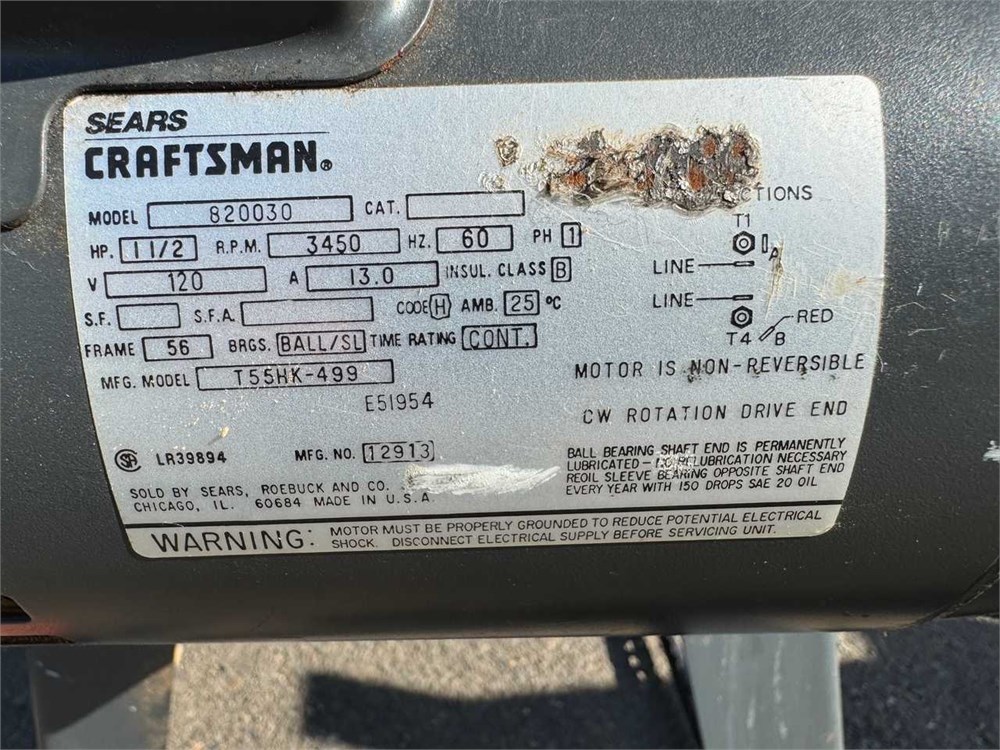 SEARS
CRAFTSMAN®
MODEL 820030 CAT.
HP. 1 1/2 R.P.M. 3450 HZ. 60 PH 1
V 120 A 13.0 INSUL. CLASS B
S.F. S.F.A. CODE H AMB. 25 °C
FRAME 56 BRGS. BALL/SL TIME RATING CONT.
MFG. MODEL T55HK-499
E51954
LR39894 MFG. NO. 12913
SOLD BY SEARS, ROEBUCK AND CO.
CHICAGO, IL. 60684 MADE IN U.S.A.
T1
A
LINE
LINE
RED
T4 B
MOTOR IS NON-REVERSIBLE
CW ROTATION DRIVE END
BALL BEARING SHAFT END IS PERMANENTLY
LUBRICATED – NO RELUBRICATION NECESSARY
REOIL SLEEVE BEARING OPPOSITE SHAFT END
EVERY YEAR WITH 150 DROPS SAE 20 OIL
WARNING: MOTOR MUST BE PROPERLY GROUNDED TO REDUCE POTENTIAL ELECTRICAL
SHOCK. DISCONNECT ELECTRICAL SUPPLY BEFORE SERVICING UNIT.